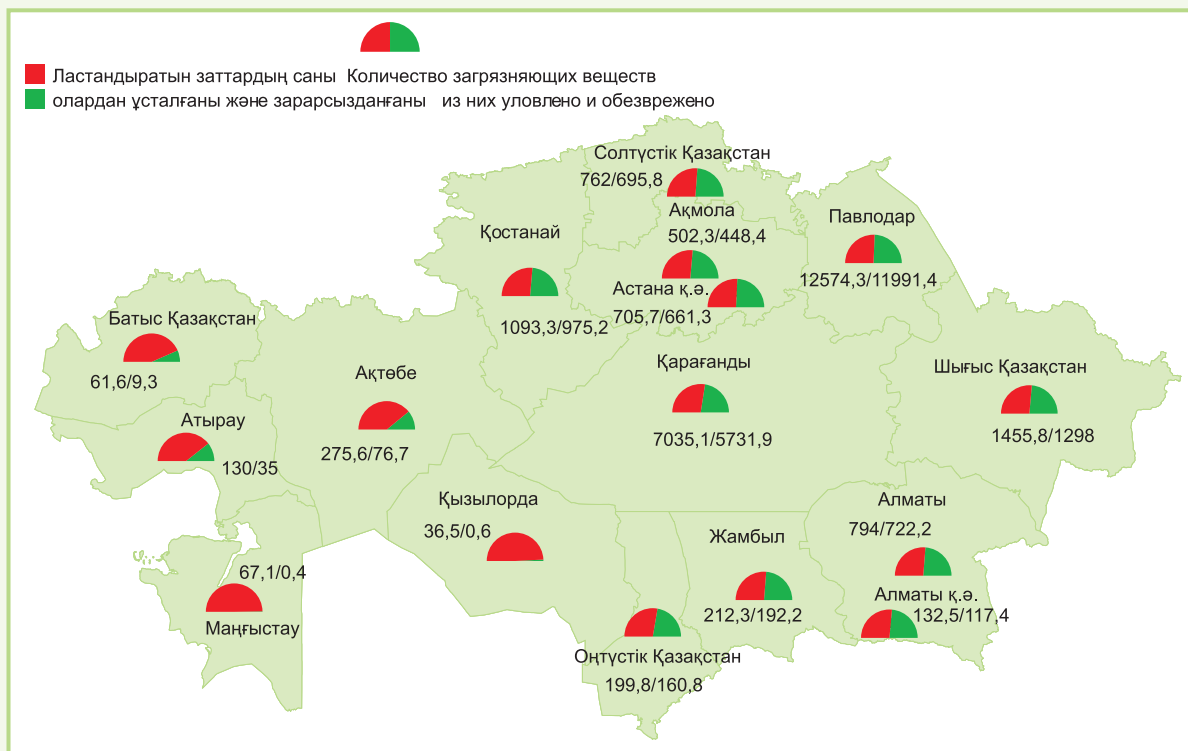 Ластандыратын заттардың саны Количество загрязняющих веществ
олардан ұсталғаны және зарарсызданғаны из них уловлено и обезврежено
Солтүстік Қазақстан
762/695,8
Ақмола
502,3/448,4
Павлодар
12574,3/11991,4
Қостанай
1093,3/975,2
Астана қ.ә.
705,7/661,3
Батыс Қазақстан
61,6/9,3
Ақтөбе
275,6/76,7
Қарағанды
7035,1/5731,9
Шығыс Қазақстан
1455,8/1298
Атырау
130/35
Қызылорда
36,5/0,6
Алматы
794/722,2
Жамбыл
212,3/192,2
67,1/0,4
Маңғыстау
Алматы қ.ә.
132,5/117,4
Оңтүстік Қазақстан
199,8/160,8